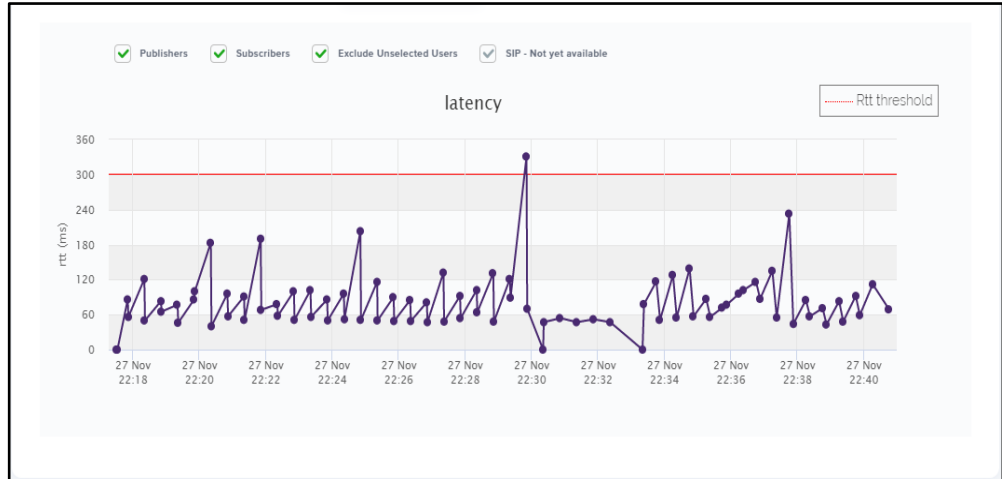 Publishers Subscribers Exclude Unselected Users SIP - Not yet available
latency
Rtt threshold
360
300
240
180
120
60
0
rtt (ms)
27 Nov 27 Nov 27 Nov 27 Nov 27 Nov 27 Nov 27 Nov 27 Nov 27 Nov 27 Nov 27 Nov 27 Nov
22:18 22:20 22:22 22:24 22:26 22:28 22:30 22:32 22:34 22:36 22:38 22:40